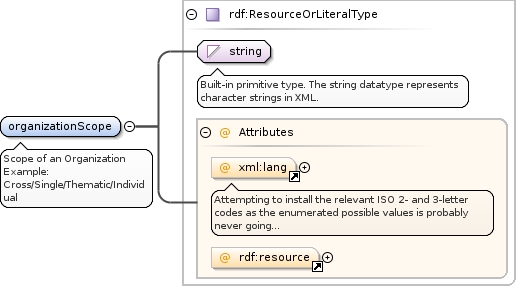 rdf:ResourceOrLiteralType
string
Built-in primitive type. The string datatype represents
character strings in XML.
organizationScope
Scope of an Organization
Example:
Cross/Single/Thematic/Individ
ual
@ Attributes
@ xml:lang
Attempting to install the relevant ISO 2- and 3-letter
codes as the enumerated possible values is probably
never going...
@ rdf:resource